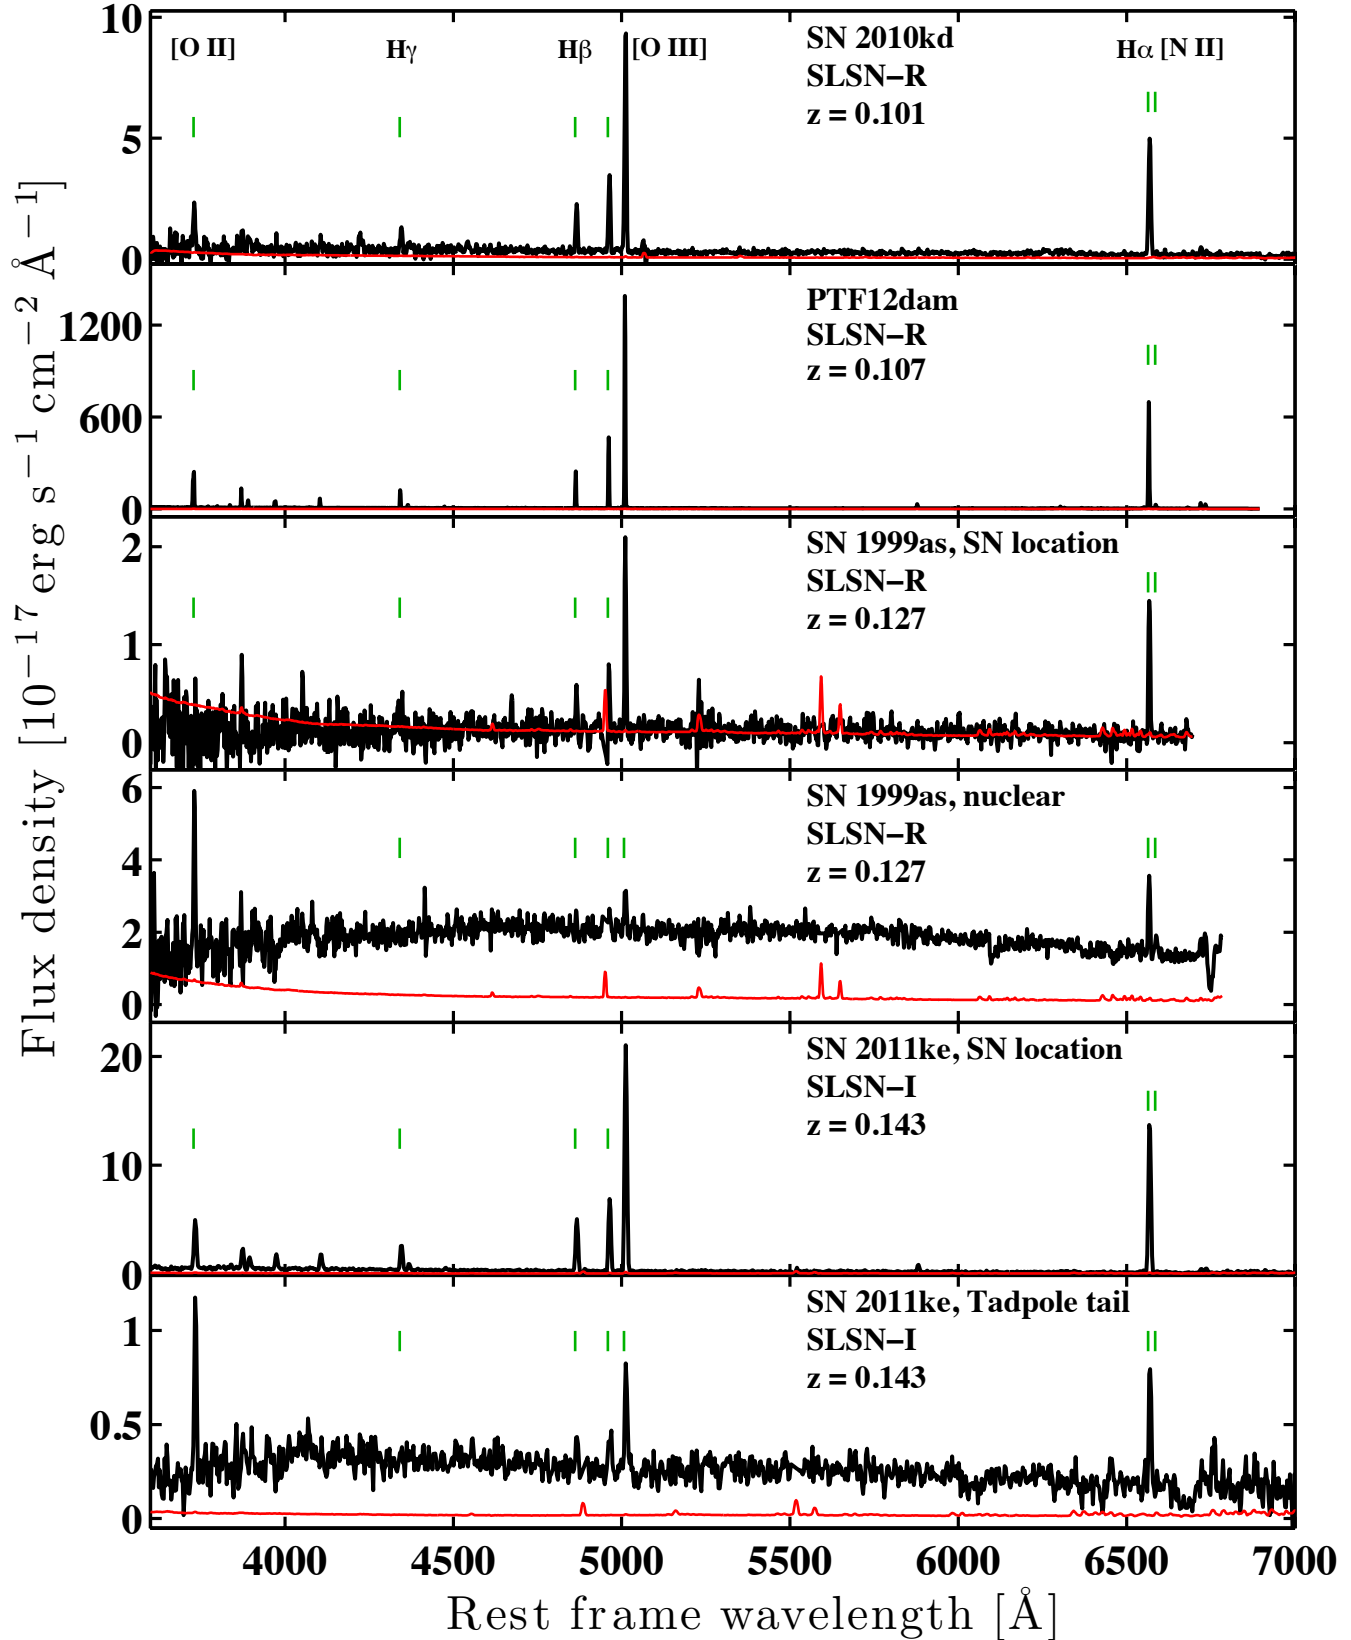 10
[O II]
Hγ
Hβ
[O III]
SN 2010kd
SLSN−R
z = 0.101
Hα [N II]
5
0
PTF12dam
SLSN−R
z = 0.107
1200
600
0
SN 1999as, SN location
SLSN−R
z = 0.127
2
1
0
SN 1999as, nuclear
SLSN−R
z = 0.127
6
4
2
0
SN 2011ke, SN location
SLSN−I
z = 0.143
20
10
0
SN 2011ke, Tadpole tail
SLSN−I
z = 0.143
1
0.5
0
Flux density [10⁻¹⁷ erg s⁻¹ cm⁻² Å⁻¹]
4000 4500 5000 5500 6000 6500 7000
Rest frame wavelength [Å]